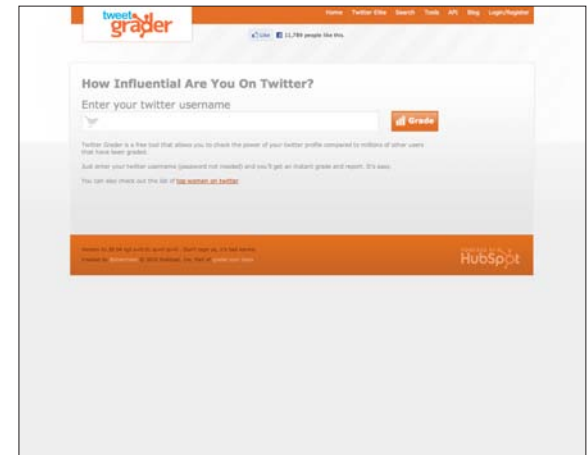 tweet
grader
Home Twitter Elite Search Tools API Blog Login/Register
Like 11,784 people like this.
How Influential Are You On Twitter?
Enter your twitter username
Grade
Twitter Grader is a free tool that allows you to check the power of your twitter profile compared to millions of other users
that have been graded.
Just enter your twitter username (password not needed) and you'll get an instant grade and report. It's easy.
You can also check out the list of top women on twitter.
HubSpot